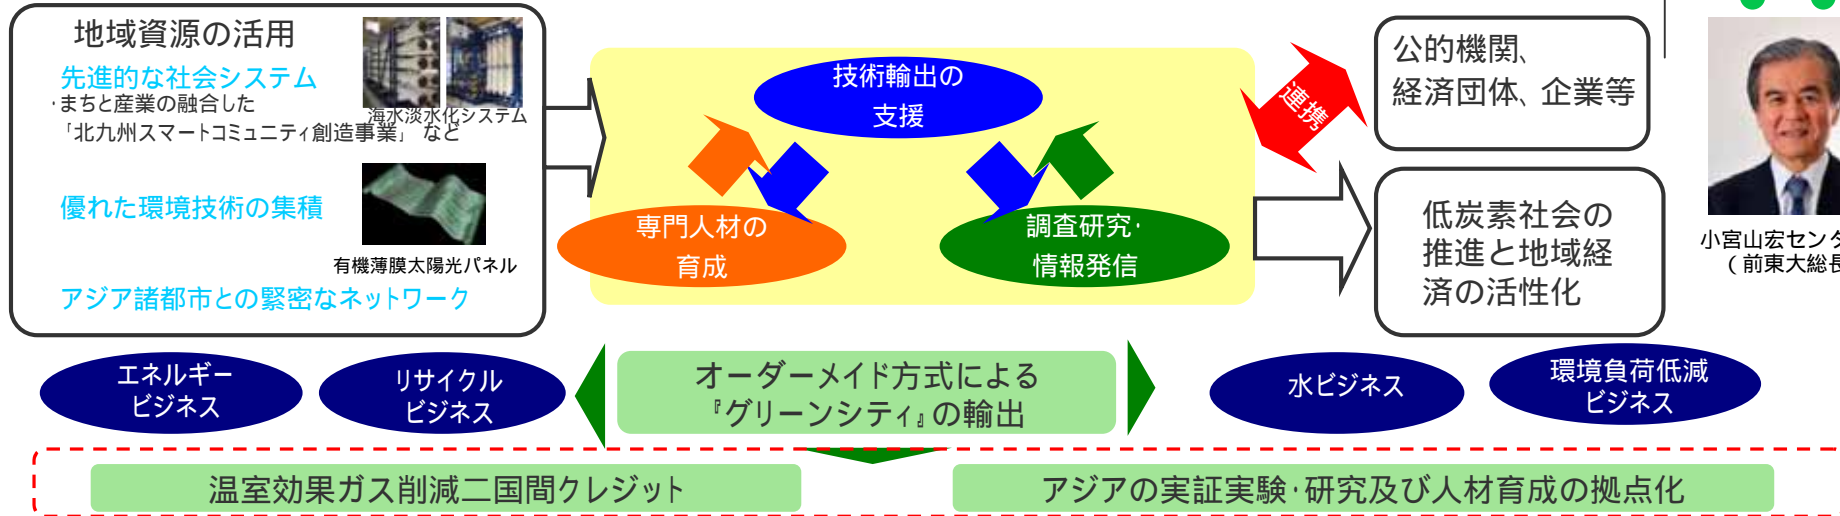 地域資源の活用
先進的な社会システム
・まちと産業の融合した
「北九州スマートコミュニティ創造事業」 など
海水淡水化システム
優れた環境技術の集積
有機薄膜太陽光パネル
アジア諸都市との緊密なネットワーク
技術輸出の
支援
専門人材の
育成
調査研究・
情報発信
連携
公的機関、
経済団体、企業等
低炭素社会の
推進と地域経
済の活性化
小宮山宏センタ
(前東大総長
エネルギー
ビジネス
リサイクル
ビジネス
オーダーメイド方式による
『グリーンシティ』の輸出
水ビジネス
環境負荷低減
ビジネス
温室効果ガス削減二国間クレジット
アジアの実証実験・研究及び人材育成の拠点化